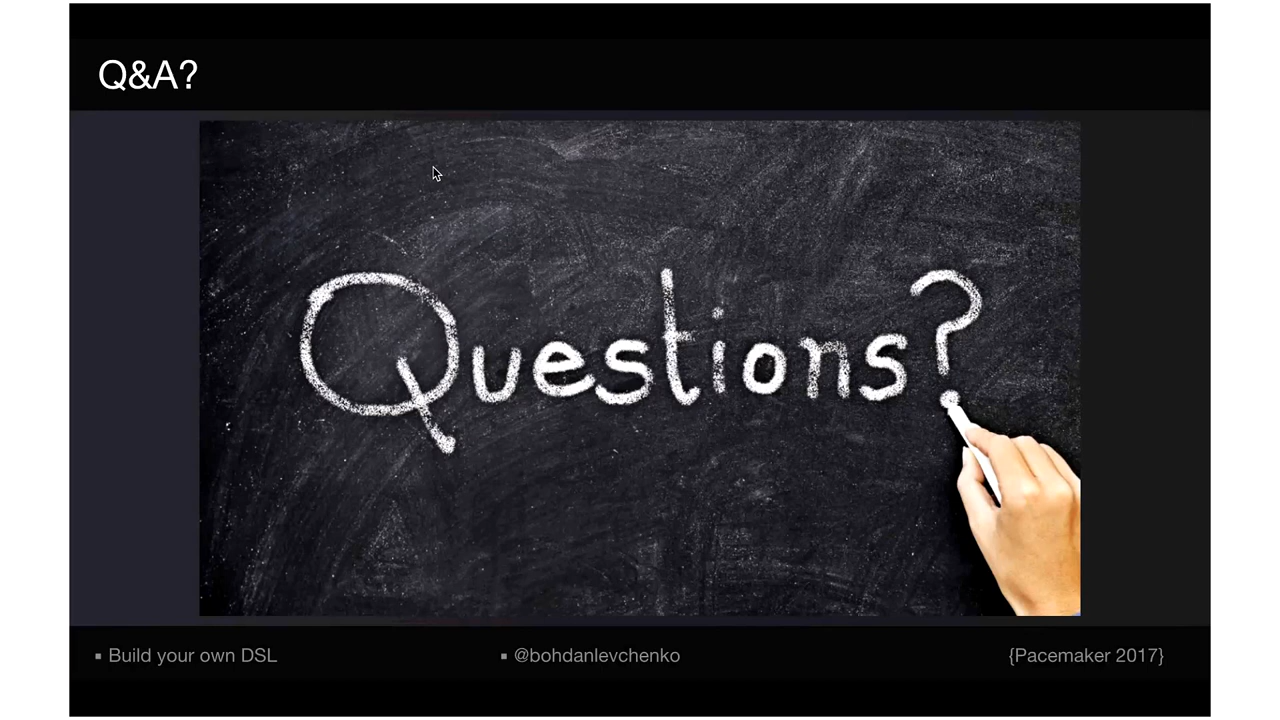 Q&A?
Questions?
▪ Build your own DSL
▪ @bohdanlevchenko
{Pacemaker 2017}